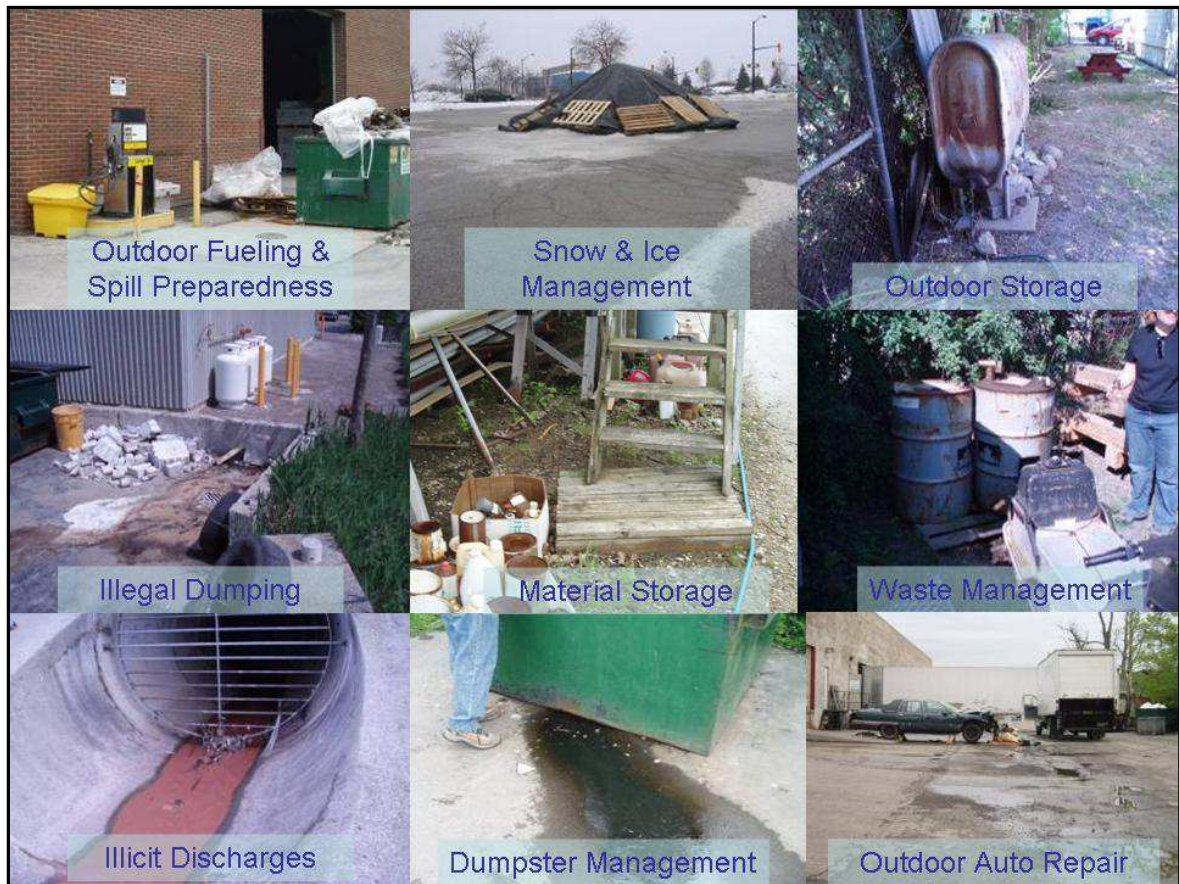 Outdoor Fueling &
Spill Preparedness
Snow & Ice
Management
Outdoor Storage
Illegal Dumping
Material Storage
Waste Management
Illicit Discharges
Dumpster Management
Outdoor Auto Repair